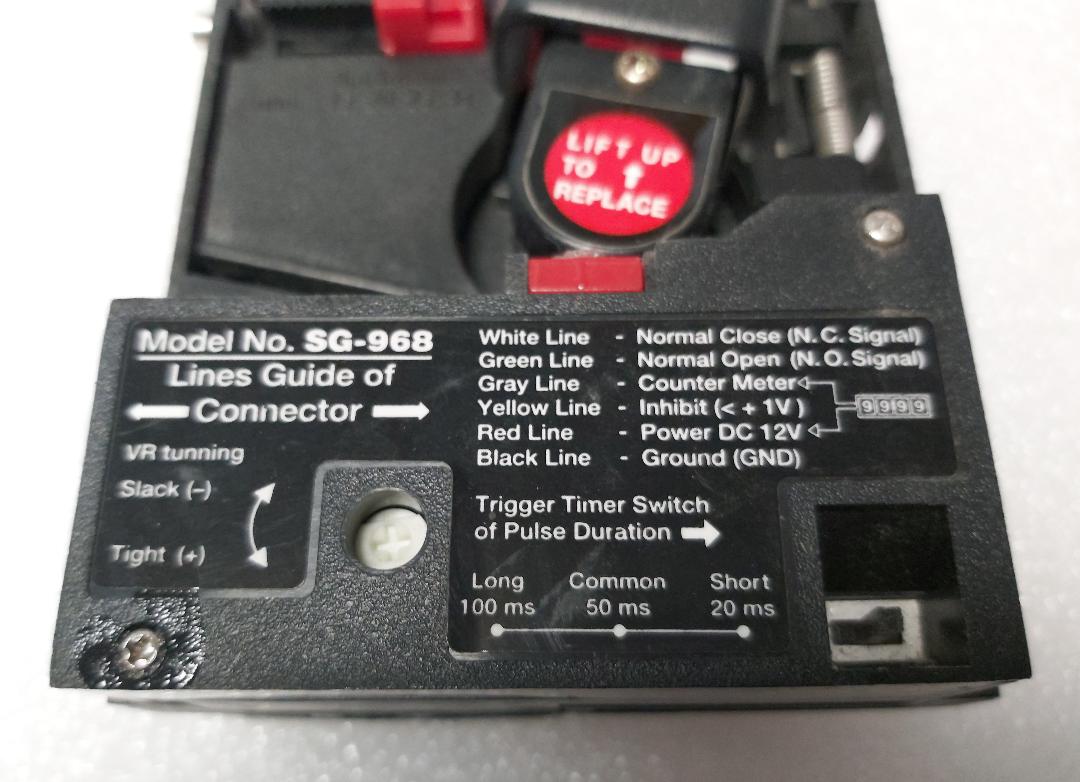 LIFT UP
TO ↑
REPLACE
Model No. SG-968
Lines Guide of
Connector
VR tunning
Slack (–)
Tight (+)
White Line - Normal Close (N. C. Signal)
Green Line - Normal Open (N. O. Signal)
Gray Line - Counter Meter
Yellow Line - Inhibit (< + 1V)
Red Line - Power DC 12V
Black Line - Ground (GND)
9999
Trigger Timer Switch
of Pulse Duration
Long Common Short
100 ms 50 ms 20 ms